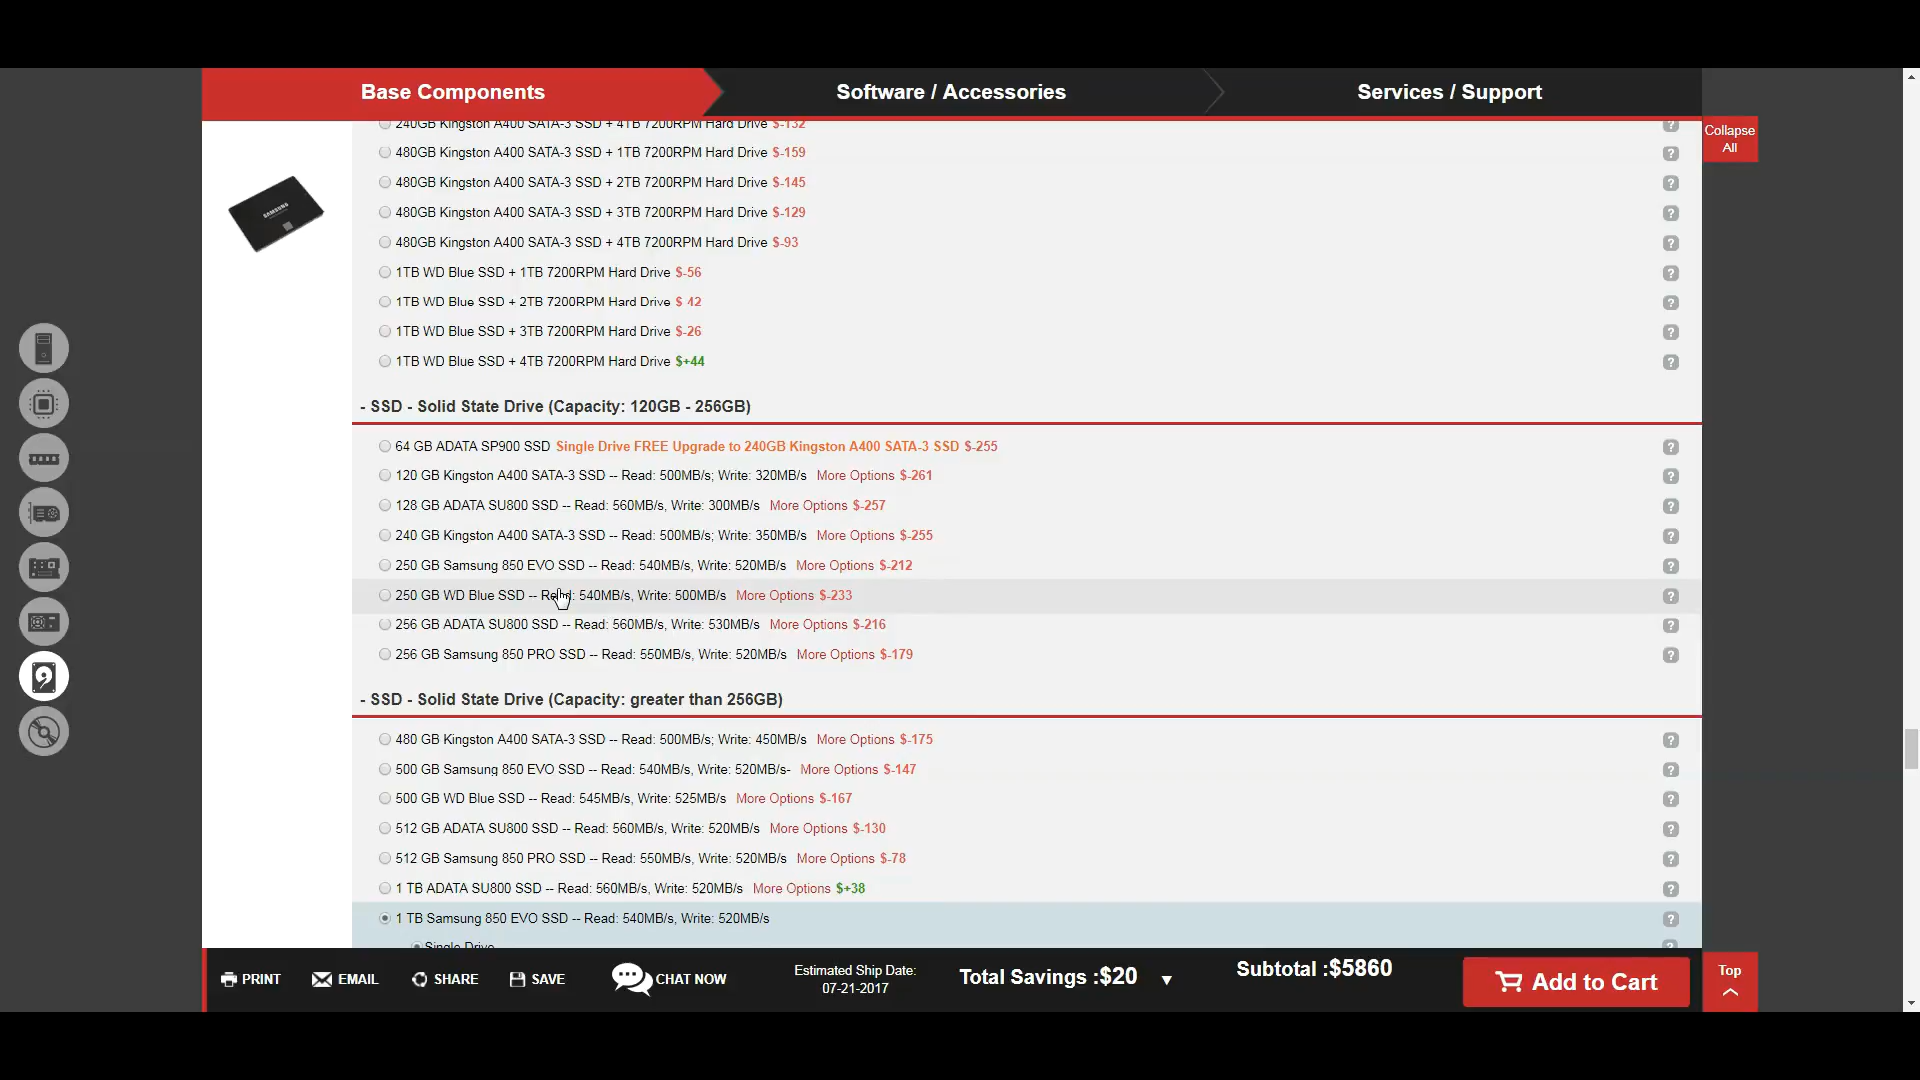 Base Components
Software / Accessories
Services / Support
Collapse
All
240GB Kingston A400 SATA-3 SSD + 4TB 7200RPM Hard Drive $-132
480GB Kingston A400 SATA-3 SSD + 1TB 7200RPM Hard Drive $-159
480GB Kingston A400 SATA-3 SSD + 2TB 7200RPM Hard Drive $-145
480GB Kingston A400 SATA-3 SSD + 3TB 7200RPM Hard Drive $-129
480GB Kingston A400 SATA-3 SSD + 4TB 7200RPM Hard Drive $-93
SAMSUNG
1TB WD Blue SSD + 1TB 7200RPM Hard Drive $-56
1TB WD Blue SSD + 2TB 7200RPM Hard Drive $ 42
1TB WD Blue SSD + 3TB 7200RPM Hard Drive $-26
1TB WD Blue SSD + 4TB 7200RPM Hard Drive $+44
- SSD - Solid State Drive (Capacity: 120GB - 256GB)
64 GB ADATA SP900 SSD Single Drive FREE Upgrade to 240GB Kingston A400 SATA-3 SSD $-255
120 GB Kingston A400 SATA-3 SSD -- Read: 500MB/s; Write: 320MB/s More Options $-261
128 GB ADATA SU800 SSD -- Read: 560MB/s, Write: 300MB/s More Options $-257
240 GB Kingston A400 SATA-3 SSD -- Read: 500MB/s; Write: 350MB/s More Options $-255
250 GB Samsung 850 EVO SSD -- Read: 540MB/s, Write: 520MB/s More Options $-212
250 GB WD Blue SSD -- Read: 540MB/s, Write: 500MB/s More Options $-233
256 GB ADATA SU800 SSD -- Read: 560MB/s, Write: 530MB/s More Options $-216
256 GB Samsung 850 PRO SSD -- Read: 550MB/s, Write: 520MB/s More Options $-179
- SSD - Solid State Drive (Capacity: greater than 256GB)
480 GB Kingston A400 SATA-3 SSD -- Read: 500MB/s; Write: 450MB/s More Options $-175
500 GB Samsung 850 EVO SSD -- Read: 540MB/s, Write: 520MB/s- More Options $-147
500 GB WD Blue SSD -- Read: 545MB/s, Write: 525MB/s More Options $-167
512 GB ADATA SU800 SSD -- Read: 560MB/s, Write: 520MB/s More Options $-130
512 GB Samsung 850 PRO SSD -- Read: 550MB/s, Write: 520MB/s More Options $-78
1 TB ADATA SU800 SSD -- Read: 560MB/s, Write: 520MB/s More Options $+38
1 TB Samsung 850 EVO SSD -- Read: 540MB/s, Write: 520MB/s
Single Drive
PRINT
EMAIL
SHARE
SAVE
CHAT NOW
Estimated Ship Date:
07-21-2017
Total Savings :$20
Subtotal :$5860
Add to Cart
Top